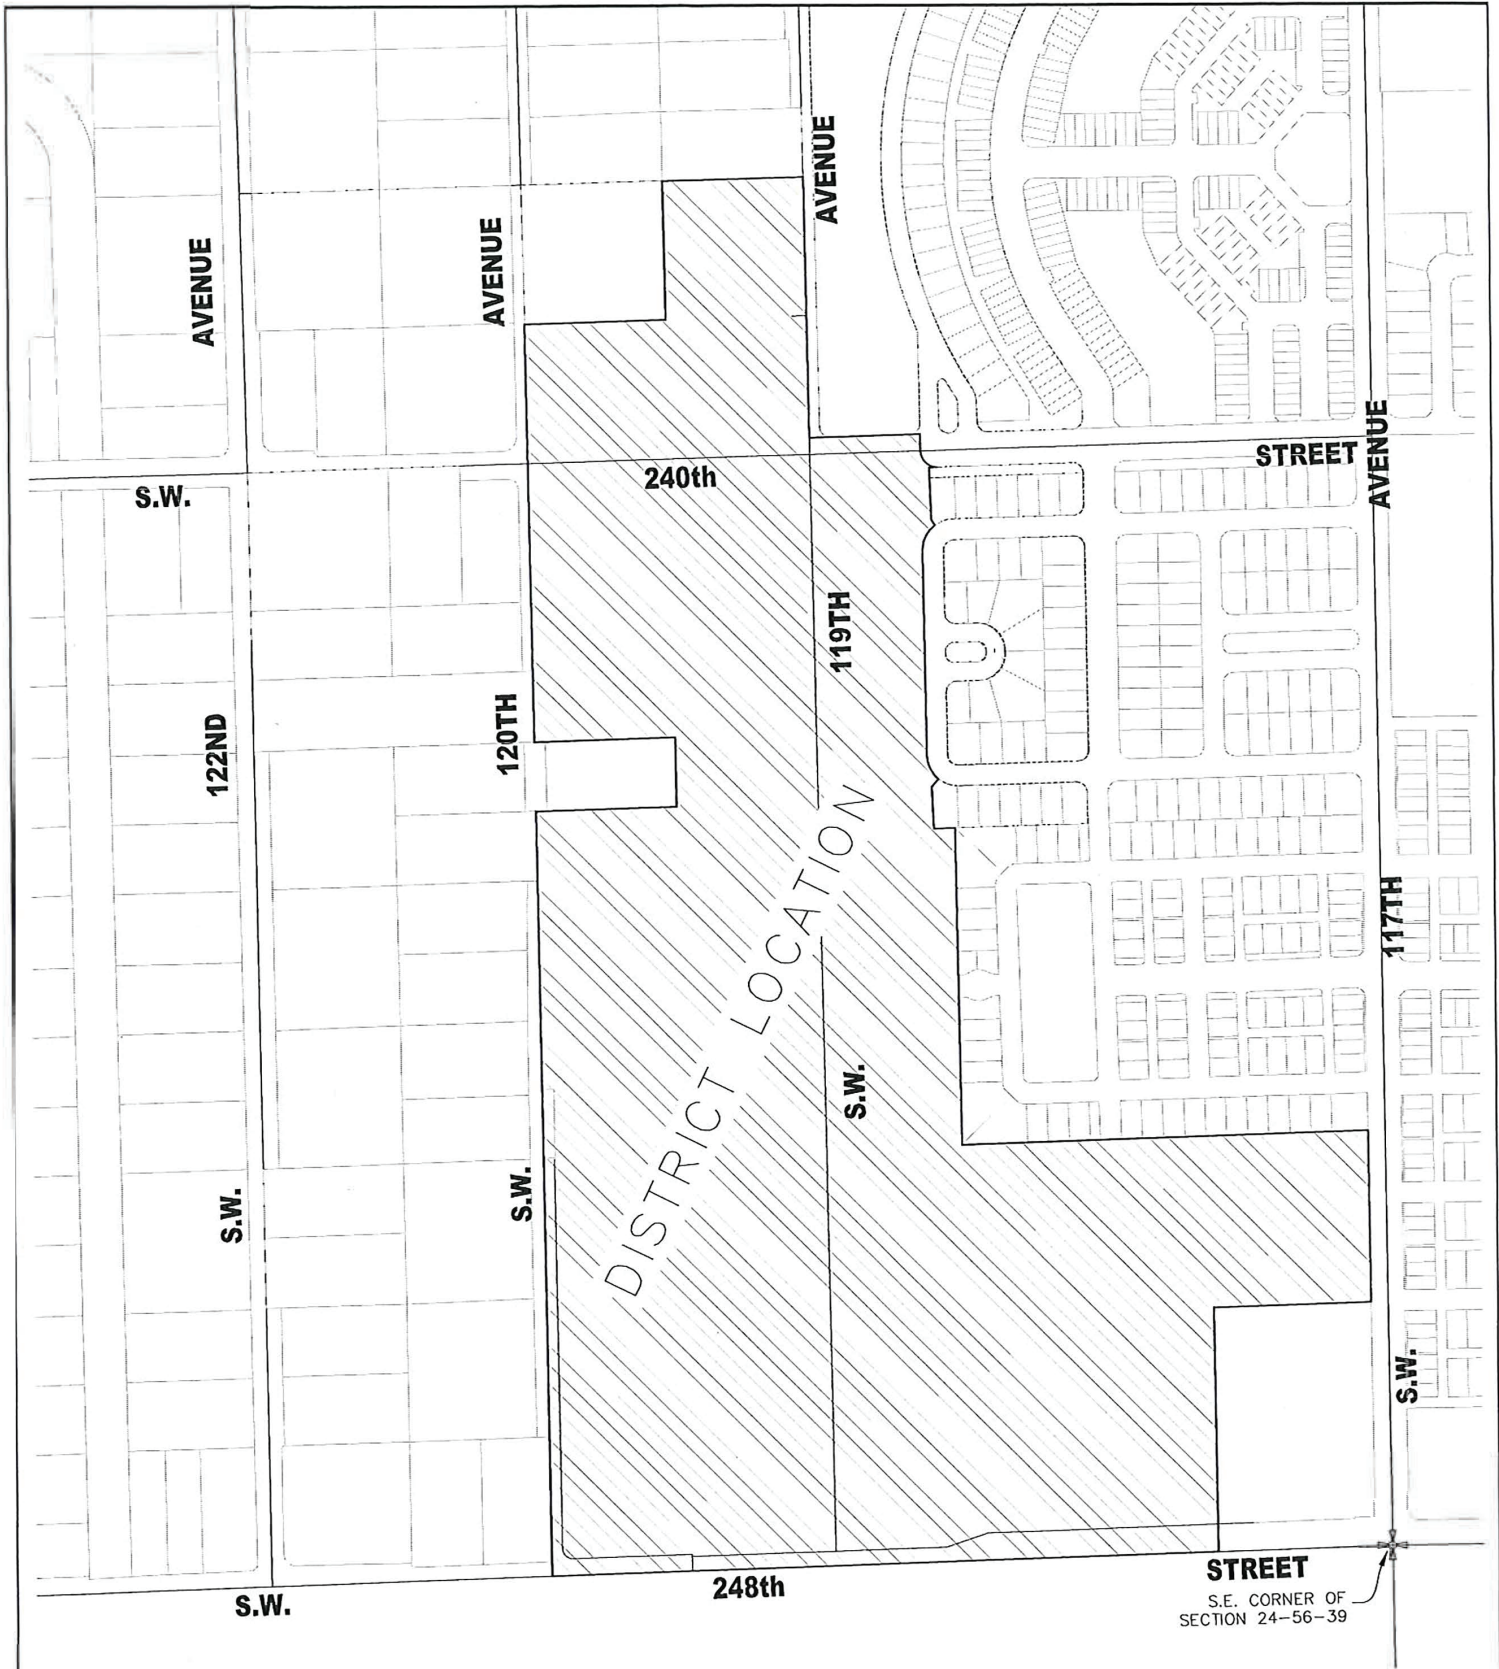 AVENUE
AVENUE
AVENUE
AVENUE
STREET
240th
S.W.
119TH
120TH
122ND
117TH
DISTRICT LOCATION
S.W.
S.W.
S.W.
S.W.
STREET
248th
S.W.
S.E. CORNER OF
SECTION 24-56-39